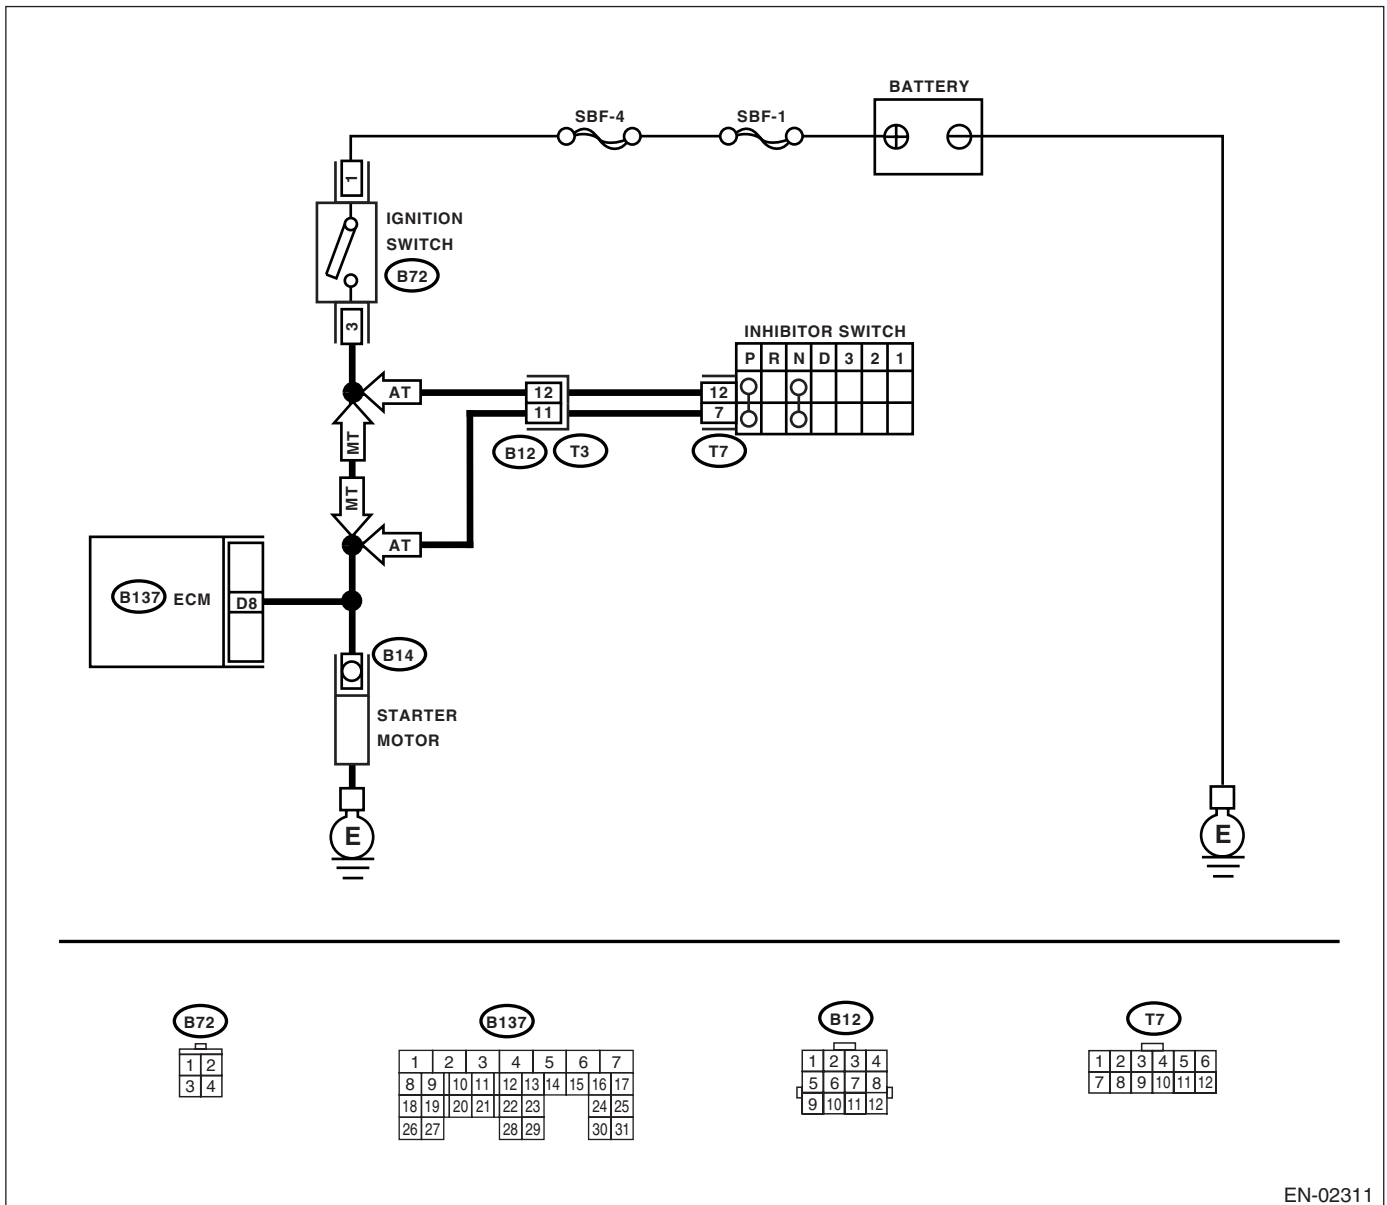 BATTERY
SBF-4
SBF-1
1
IGNITION
SWITCH
B72
3
INHIBITOR SWITCH
P R N D 3 2 1
AT
12
12
11
7
B12
T3
T7
MT
MT
AT
B137
ECM
D8
B14
STARTER
MOTOR
E
E
B72
1 2
3 4
B137
1 2 3 4 5 6 7
8 9 10 11 12 13 14 15 16 17
18 19 20 21 22 23 24 25
26 27 28 29 30 31
B12
1 2 3 4
5 6 7 8
9 10 11 12
T7
1 2 3 4 5 6
7 8 9 10 11 12
EN-02311